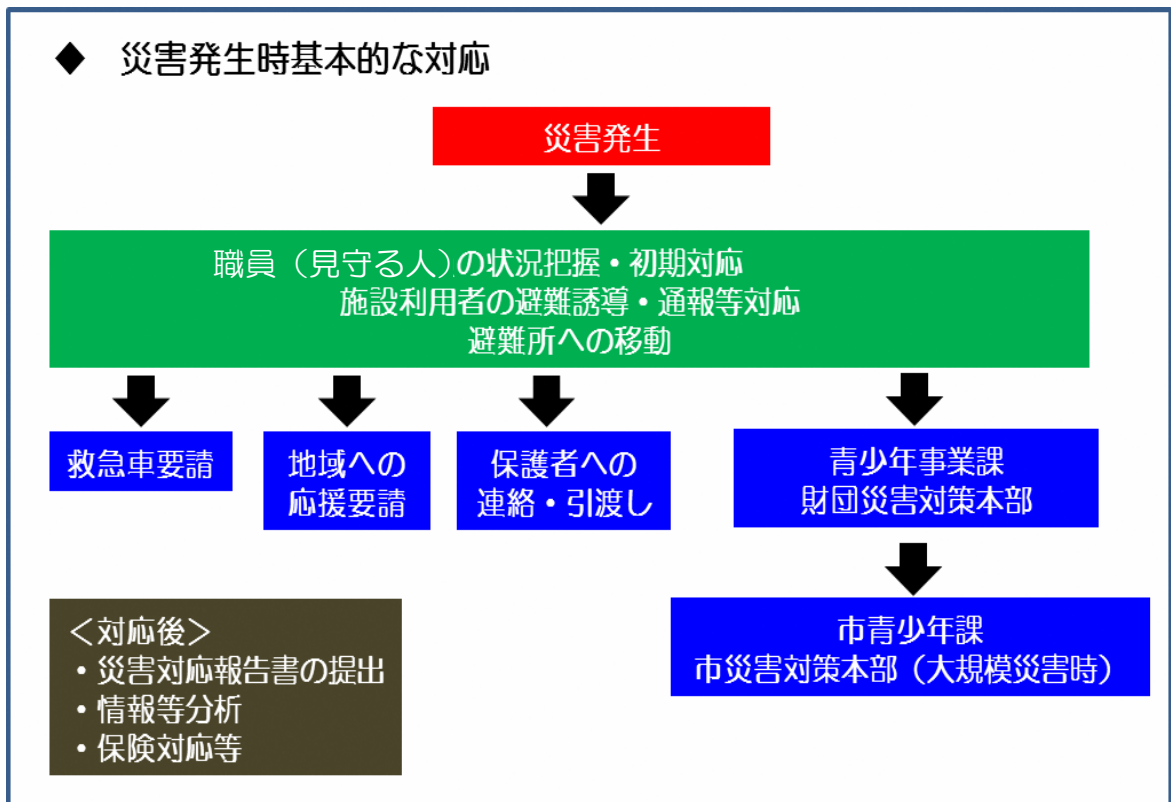 ◆ 災害発生時基本的な対応
災害発生
職員（見守る人）の状況把握・初期対応
施設利用者の避難誘導・通報等対応
避難所への移動
救急車要請
地域への
応援要請
保護者への
連絡・引渡し
青少年事業課
財団災害対策本部
市青少年課
市災害対策本部（大規模災害時）
＜対応後＞
・災害対応報告書の提出
・情報等分析
・保険対応等